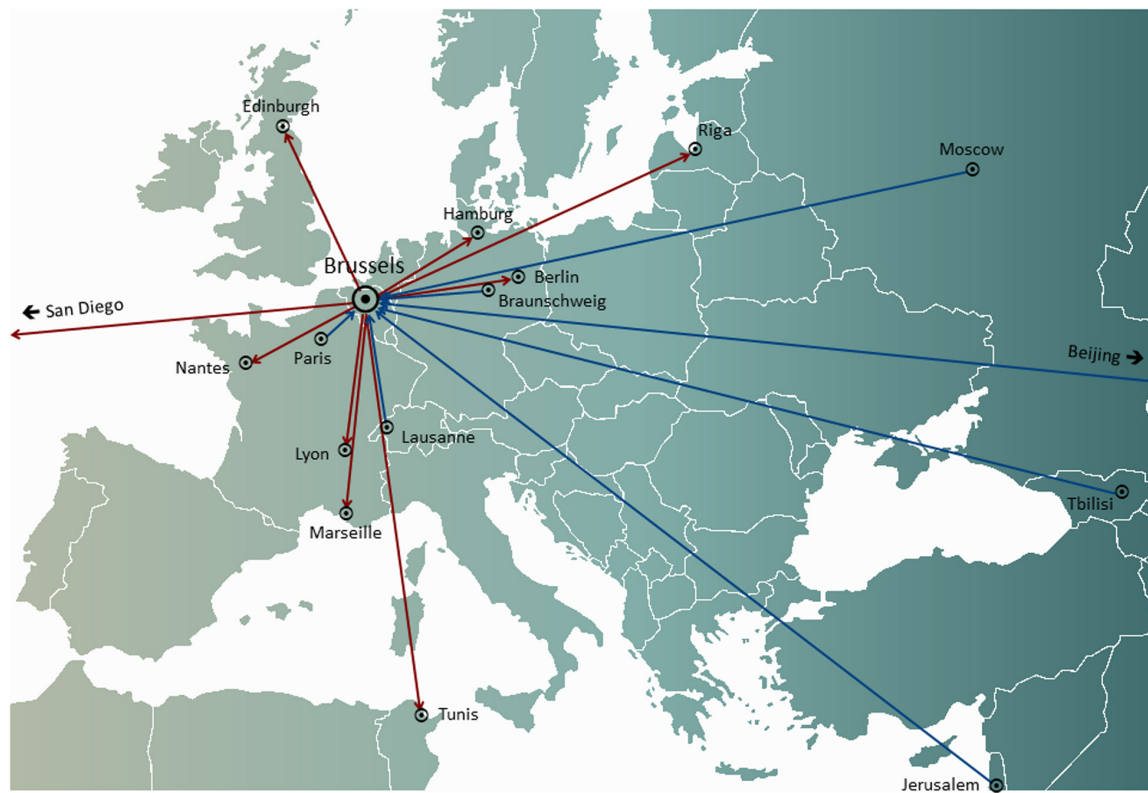 Edinburgh
Riga
Moscow
Hamburg
Brussels
Berlin
Braunschweig
San Diego
Beijing
Nantes
Paris
Lausanne
Lyon
Tbilisi
Marseille
Tunis
Jerusalem